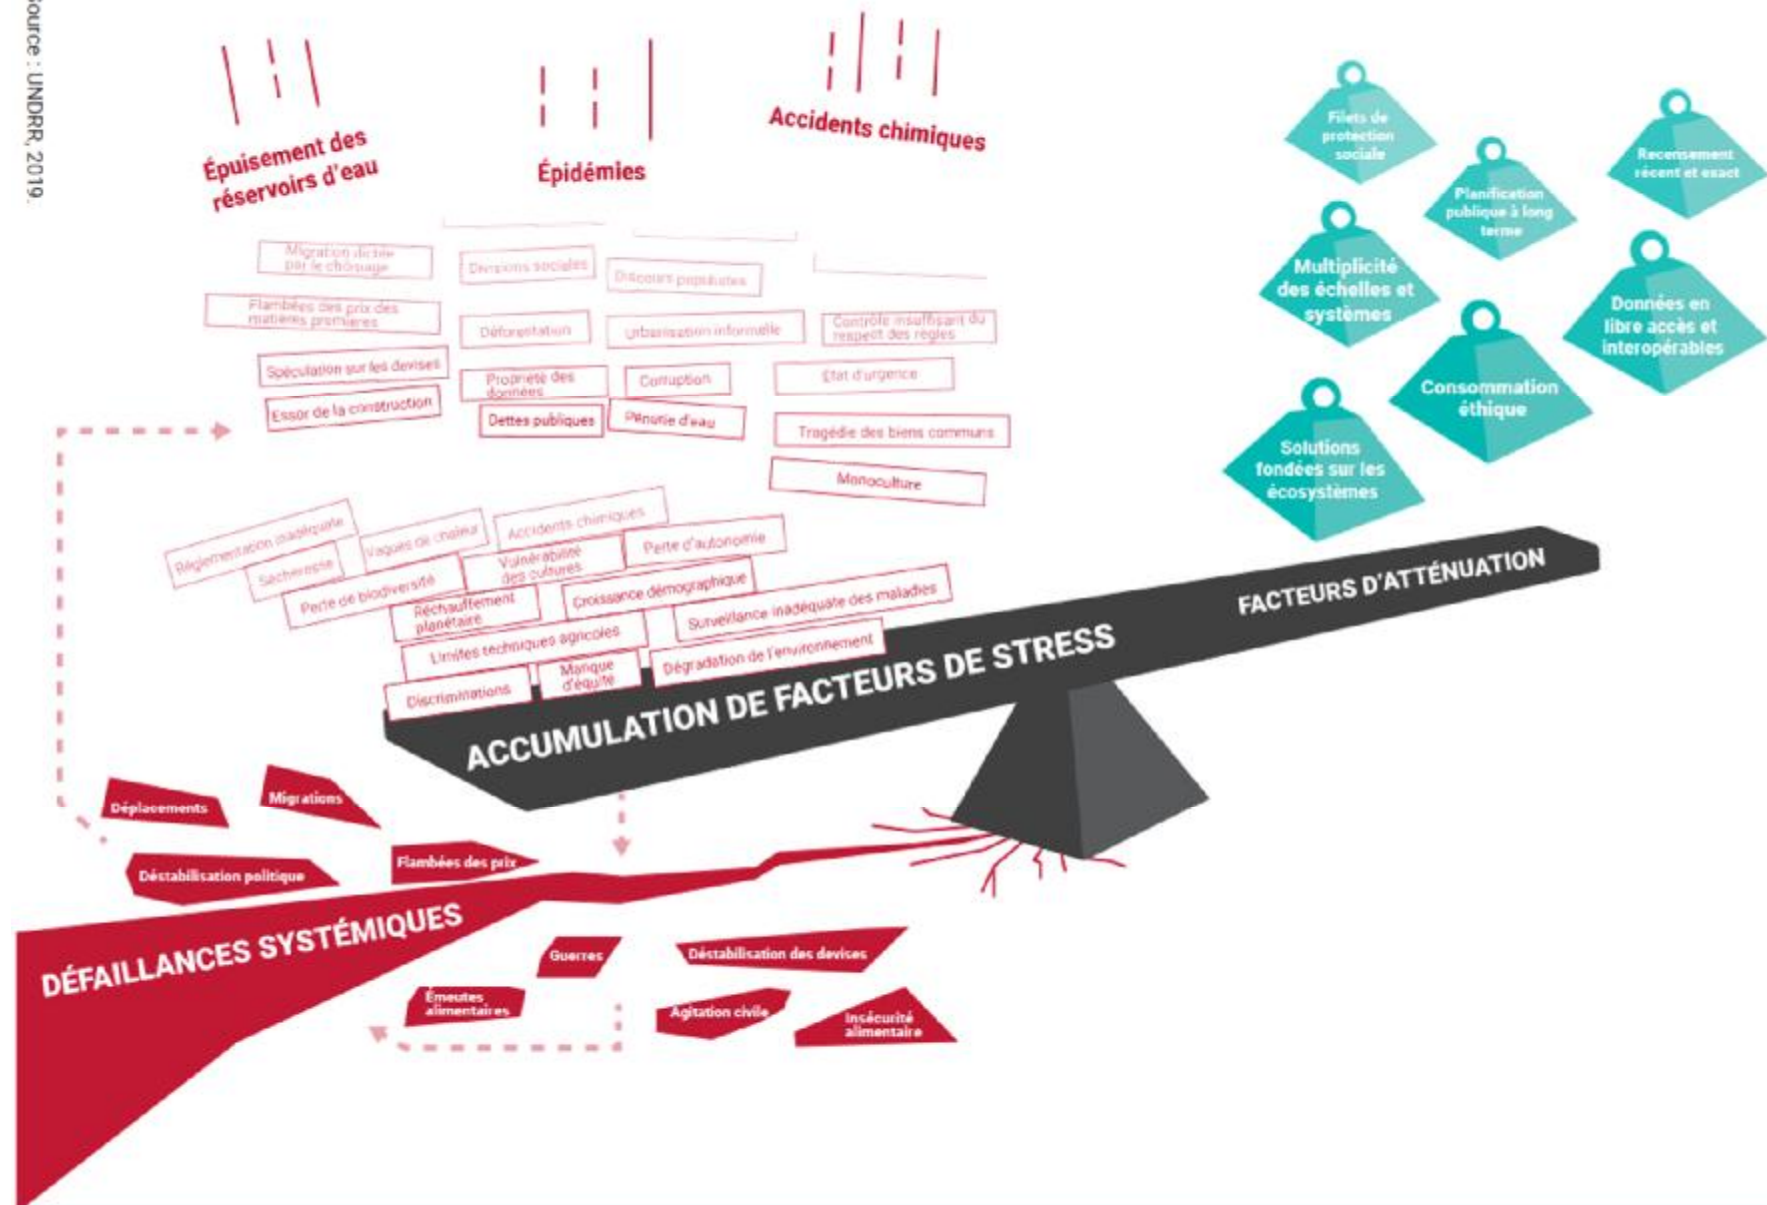 Source : UNDRR, 2019.
Épuisement des
réservoirs d'eau
Épidémies
Accidents chimiques
Migration dictée
par le chômage
Divisions sociales
Discours populistes
Flambées des prix des
matières premières
Déforestation
Urbanisation informelle
Contrôle insuffisant du
respect des règles
Spéculation sur les devises
Propriété des
données
Corruption
État d'urgence
Essor de la construction
Dettes publiques
Pénurie d'eau
Tragédie des biens communs
Monoculture
Réglementation inadéquate
Sécheresse
Vagues de chaleur
Accidents chimiques
Perte de biodiversité
Vulnérabilité
des cultures
Perte d'autonomie
Réchauffement
planétaire
Croissance démographique
Surveillance inadéquate des maladies
Limites techniques agricoles
Discriminations
Manque
d'équité
Dégradation de l'environnement
ACCUMULATION DE FACTEURS DE STRESS
FACTEURS D'ATTÉNUATION
Filets de
protection
sociale
Planification
publique à long
terme
Recensement
récent et exact
Multiplicité
des échelles et
systèmes
Données en
libre accès et
interopérables
Consommation
éthique
Solutions
fondées sur les
écosystèmes
Déplacements
Migrations
Déstabilisation politique
Flambées des prix
DÉFAILLANCES SYSTÉMIQUES
Guerres
Déstabilisation des devises
Émeutes
alimentaires
Agitation civile
Insécurité
alimentaire